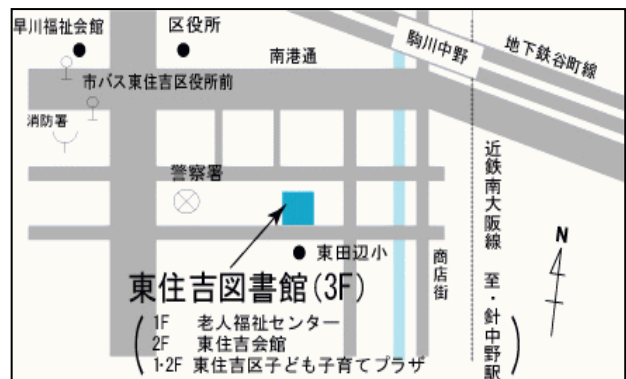 早川福祉会館
区役所
南港通
駒川中野
地下鉄谷町線
市バス東住吉区役所前
消防署
警察署
近鉄南大阪線 至・針中野駅
N
商店街
東田辺小
東住吉図書館(3F)
1F 老人福祉センター
2F 東住吉会館
1・2F 東住吉区子ども子育てプラザ